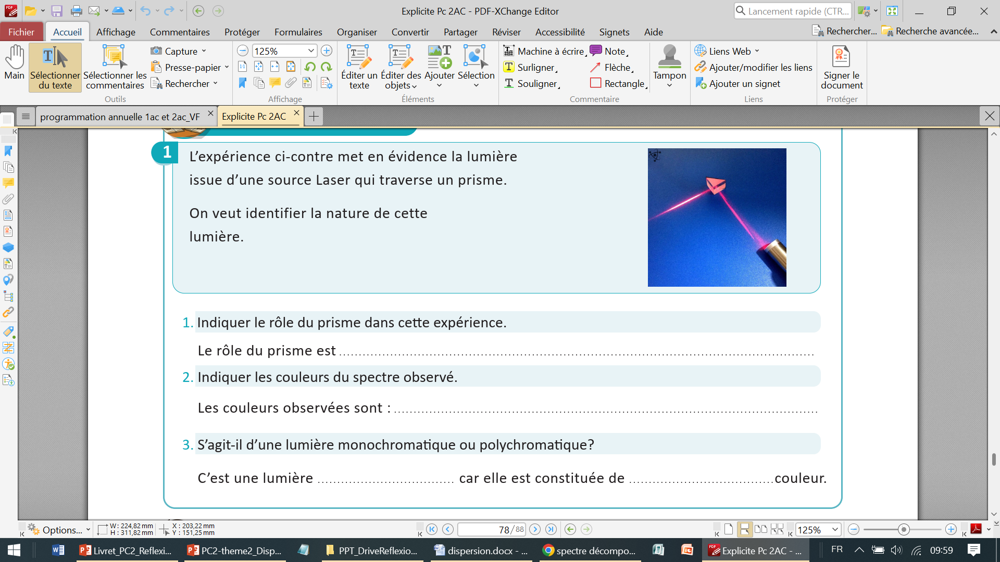 Explicite Pc 2AC - PDF-XChange Editor
Lancement rapide (CTR...
Fichier
Accueil
Affichage
Commentaires
Protéger
Formulaires
Organiser
Convertir
Partager
Réviser
Accessibilité
Signets
Aide
Rechercher...
Recherche avancée...
Main
Sélectionner
du texte
Sélectionner les
commentaires
Capture
Presse-papier
Rechercher
Outils
125%
Affichage
Éditer un
texte
Éditer des
objets
Ajouter
Sélection
Éléments
Machine à écrire
Surligner
Souligner
Note
Flèche
Rectangle
Tampon
Commentaire
Liens Web
Ajouter/modifier les liens
Ajouter un signet
Liens
Signer le
document
Protéger
programmation annuelle 1ac et 2ac_VF
Explicite Pc 2AC
1
L’expérience ci-contre met en évidence la lumière
issue d’une source Laser qui traverse un prisme.
On veut identifier la nature de cette
lumière.
1. Indiquer le rôle du prisme dans cette expérience.
Le rôle du prisme est ........................................................................
2. Indiquer les couleurs du spectre observé.
Les couleurs observées sont : ................................................................
3. S’agit-il d’une lumière monochromatique ou polychromatique?
C’est une lumière .................................. car elle est constituée de ....................................couleur.
Options...
W : 224,82 mm
H : 311,82 mm
X : 203,22 mm
Y : 151,25 mm
78 / 88
125%
Livret_PC2_Reflexi...
PC2-theme2_Disp...
PPT_DriveReflexio...
dispersion.docx - ...
spectre décompo...
Explicite Pc 2AC - ...
FR
09:59